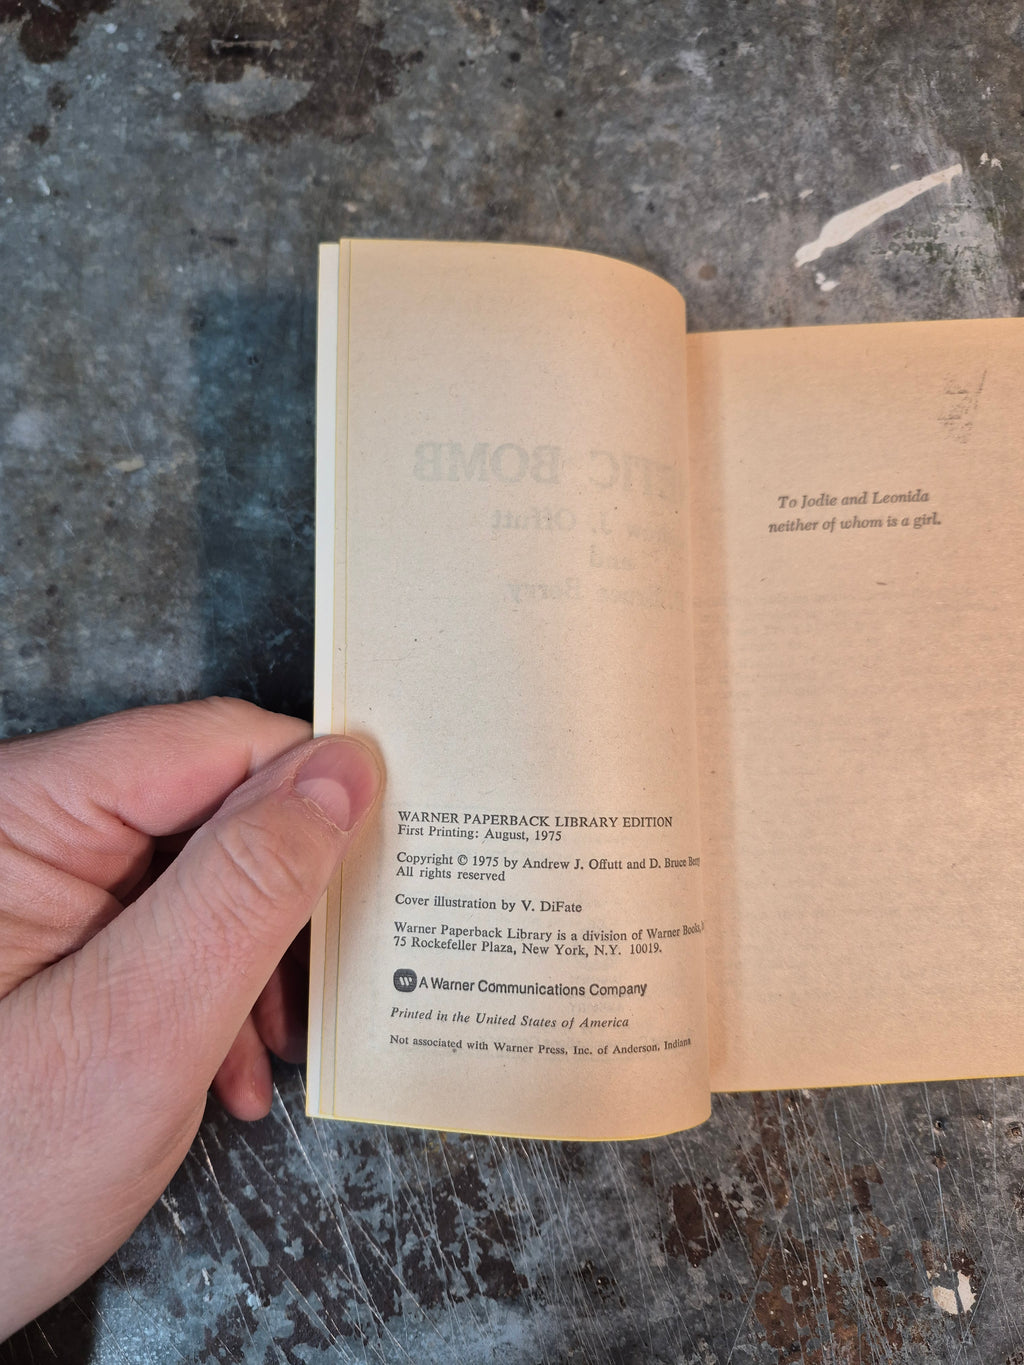 WARNER PAPERBACK LIBRARY EDITION
First Printing: August, 1975
Copyright © 1975 by Andrew J. Offutt and D. Bruce Berry
All rights reserved
Cover illustration by V. DiFate
Warner Paperback Library is a division of Warner Books,
75 Rockefeller Plaza, New York, N.Y. 10019.
A Warner Communications Company
Printed in the United States of America
Not associated with Warner Press, Inc. of Anderson, Indiana
To Jodie and Leonida
neither of whom is a girl.